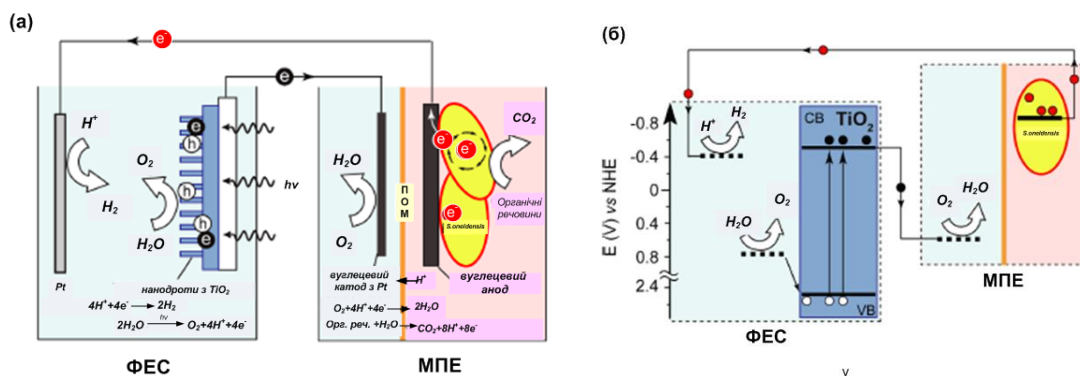 (а)
e-
e
H+
H2
O2
H2O
e
h
h
h
e
hv
Pt
нанодроти з TiO2
4H++4e- → 2H2
2H2O hv → O2+4H++4e-
ФЕС
H2O
O2
ПОМ
e-
e-
e-
S.oneidensis
CO2
Органічні
речовини
вуглецевий
катод з Pt
H+
вуглецевий
анод
O2+4H++4e- → 2H2O
Орг. реч. +H2O → CO2+8H++8e-
МПЕ
(б)
E (V) vs NHE
-0.8
-0.4
0
0.4
0.8
2.4
H+
H2
H2O
O2
CB
TiO2
VB
ФЕС
O2
H2O
S.oneidensis
МПЕ
v